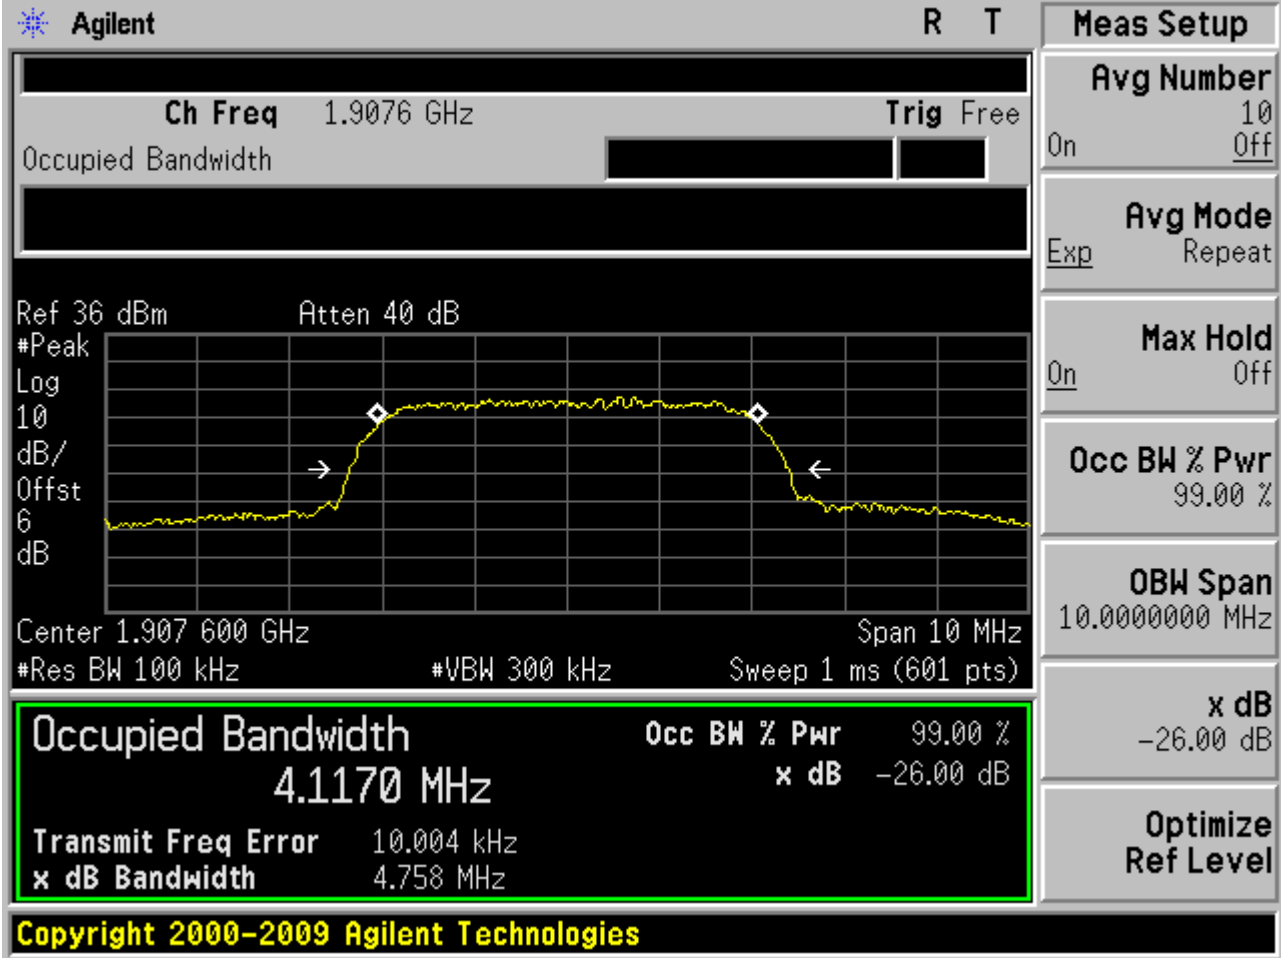 Agilent R T Meas Setup
Ch Freq 1.9076 GHz Trig Free
Occupied Bandwidth
Ref 36 dBm Atten 40 dB
#Peak
Log
10
dB/
Offst
6
dB
Center 1.907 600 GHz Span 10 MHz
#Res BW 100 kHz #VBW 300 kHz Sweep 1 ms (601 pts)
Occupied Bandwidth Occ BW % Pwr 99.00 %
4.1170 MHz x dB -26.00 dB
Transmit Freq Error 10.004 kHz
x dB Bandwidth 4.758 MHz
Copyright 2000-2009 Agilent Technologies
Avg Number
10
On Off
Avg Mode
Exp Repeat
Max Hold
On Off
Occ BW % Pwr
99.00 %
OBW Span
10.0000000 MHz
x dB
-26.00 dB
Optimize
Ref Level